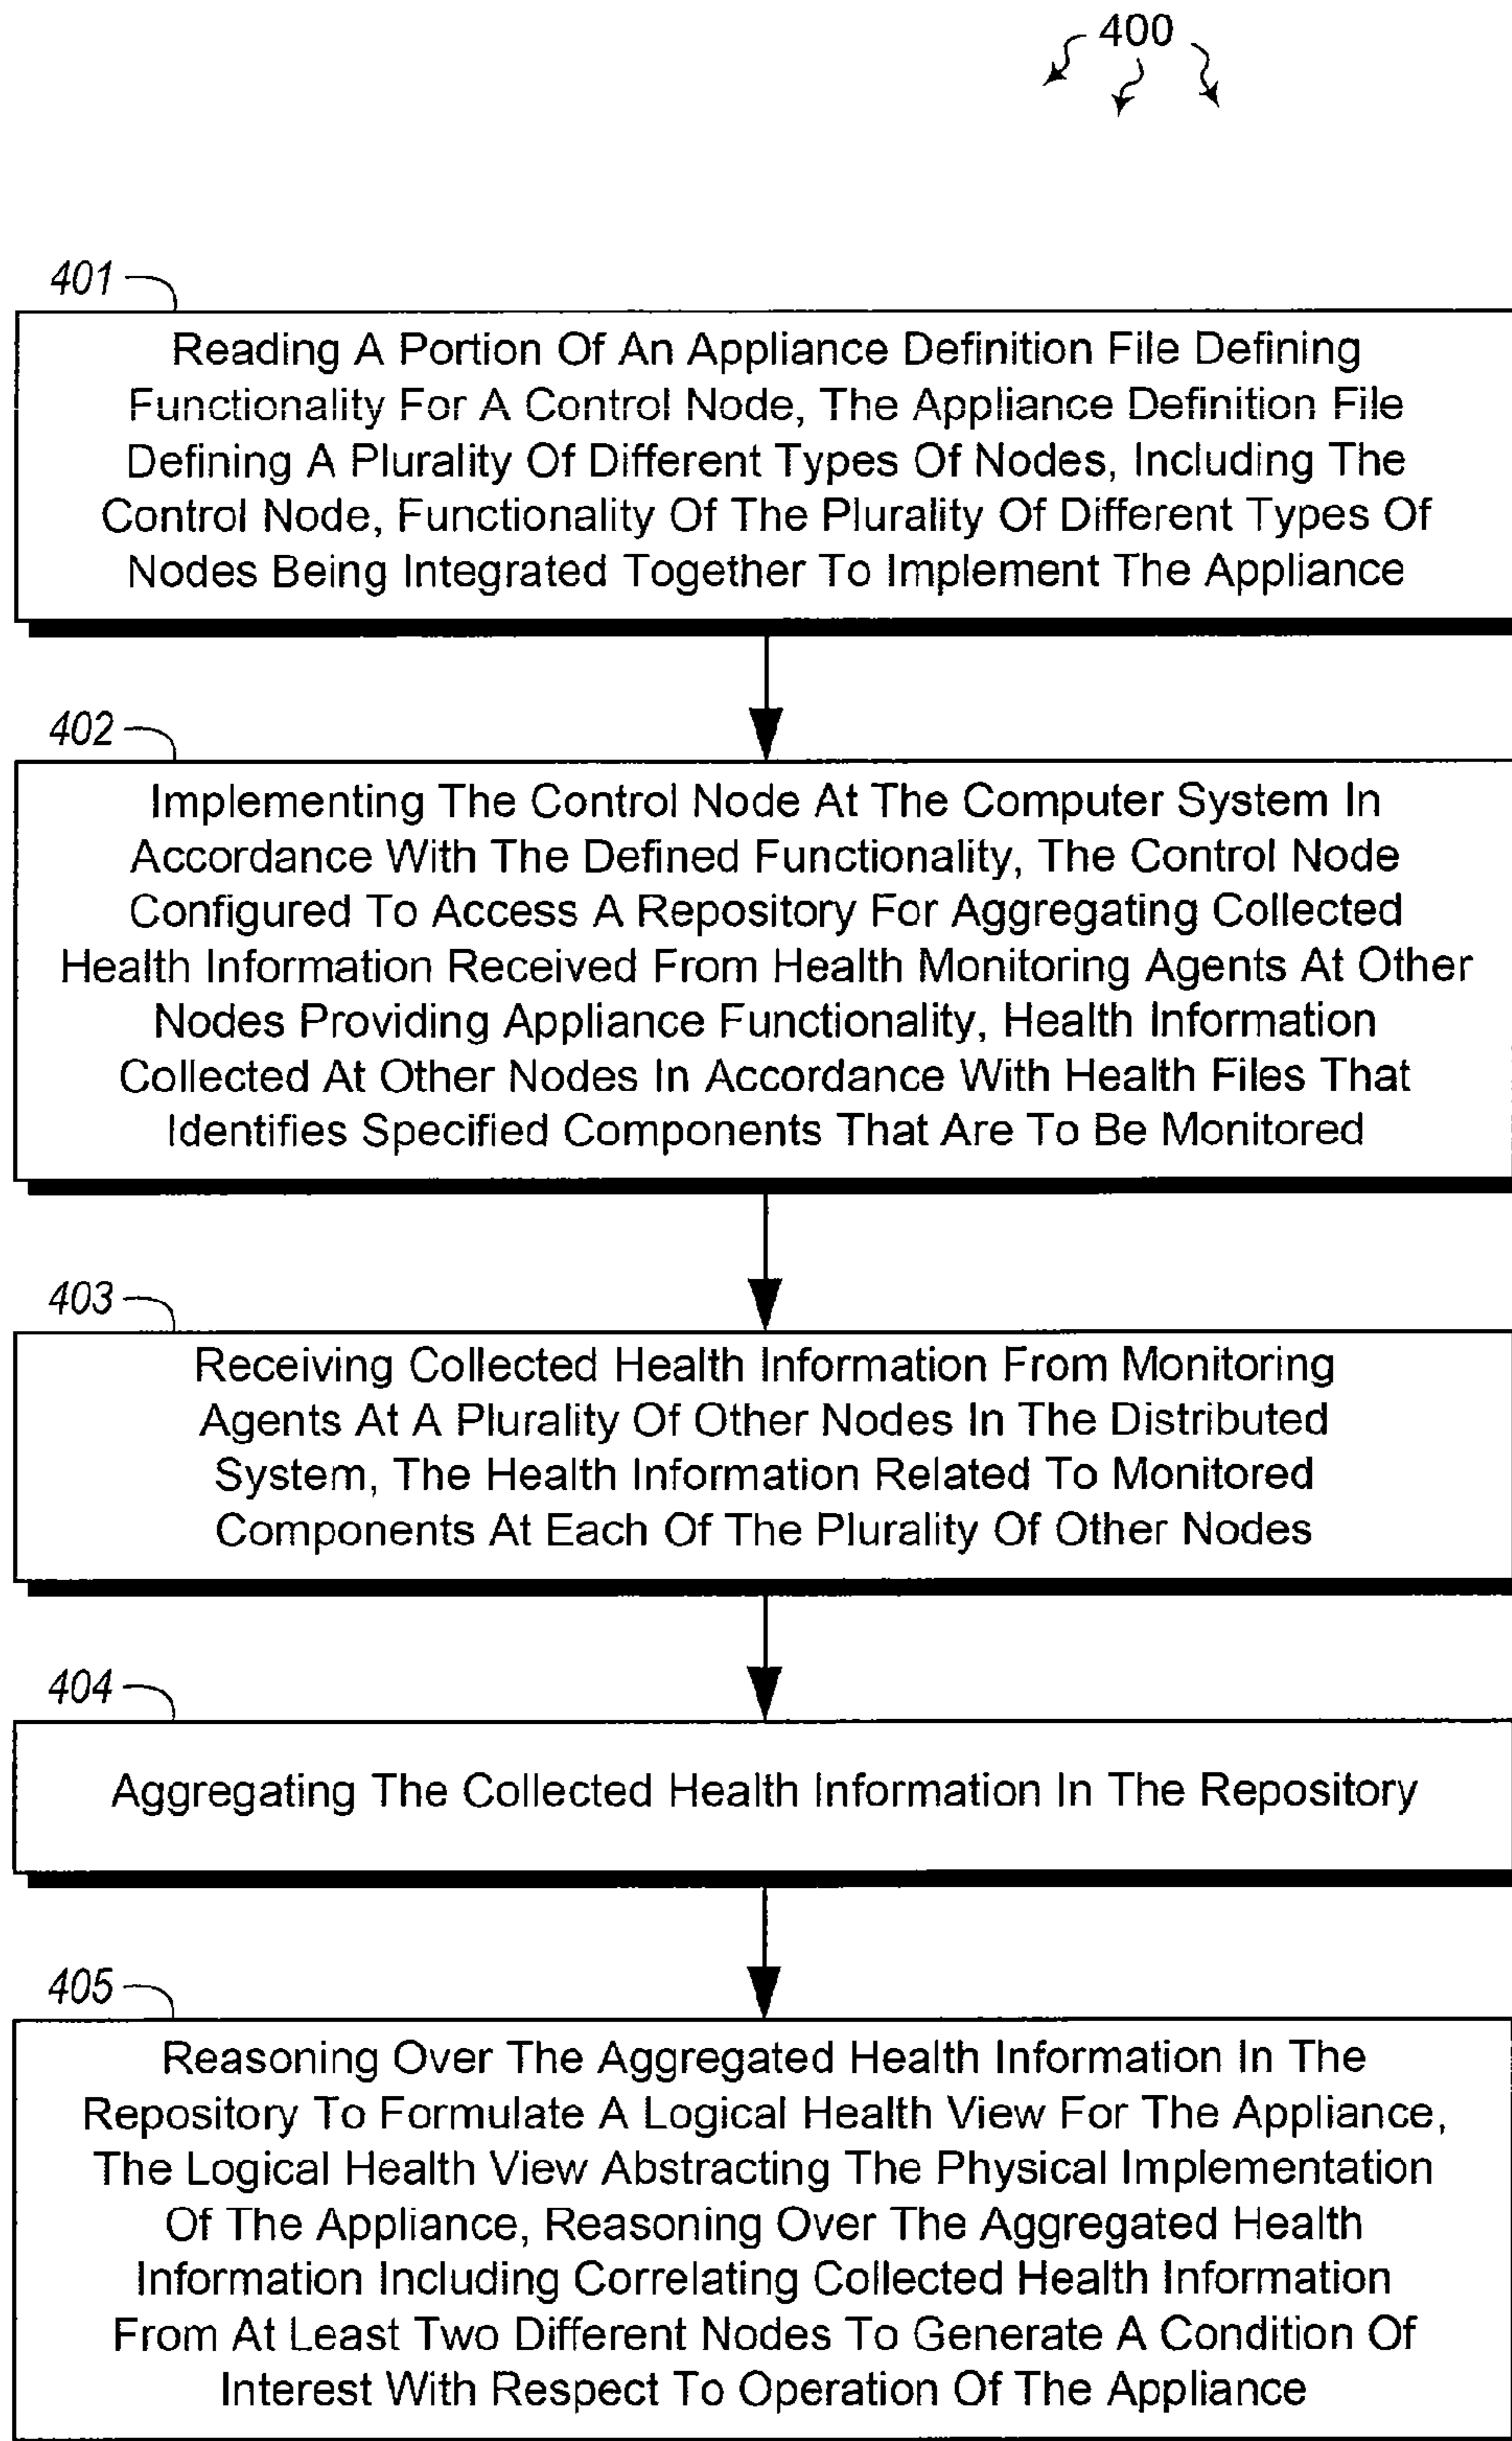 400
401
Reading A Portion Of An Appliance Definition File Defining
Functionality For A Control Node, The Appliance Definition File
Defining A Plurality Of Different Types Of Nodes, Including The
Control Node, Functionality Of The Plurality Of Different Types Of
Nodes Being Integrated Together To Implement The Appliance
402
Implementing The Control Node At The Computer System In
Accordance With The Defined Functionality, The Control Node
Configured To Access A Repository For Aggregating Collected
Health Information Received From Health Monitoring Agents At Other
Nodes Providing Appliance Functionality, Health Information
Collected At Other Nodes In Accordance With Health Files That
Identifies Specified Components That Are To Be Monitored
403
Receiving Collected Health Information From Monitoring
Agents At A Plurality Of Other Nodes In The Distributed
System, The Health Information Related To Monitored
Components At Each Of The Plurality Of Other Nodes
404
Aggregating The Collected Health Information In The Repository
405
Reasoning Over The Aggregated Health Information In The
Repository To Formulate A Logical Health View For The Appliance,
The Logical Health View Abstracting The Physical Implementation
Of The Appliance, Reasoning Over The Aggregated Health
Information Including Correlating Collected Health Information
From At Least Two Different Nodes To Generate A Condition Of
Interest With Respect To Operation Of The Appliance